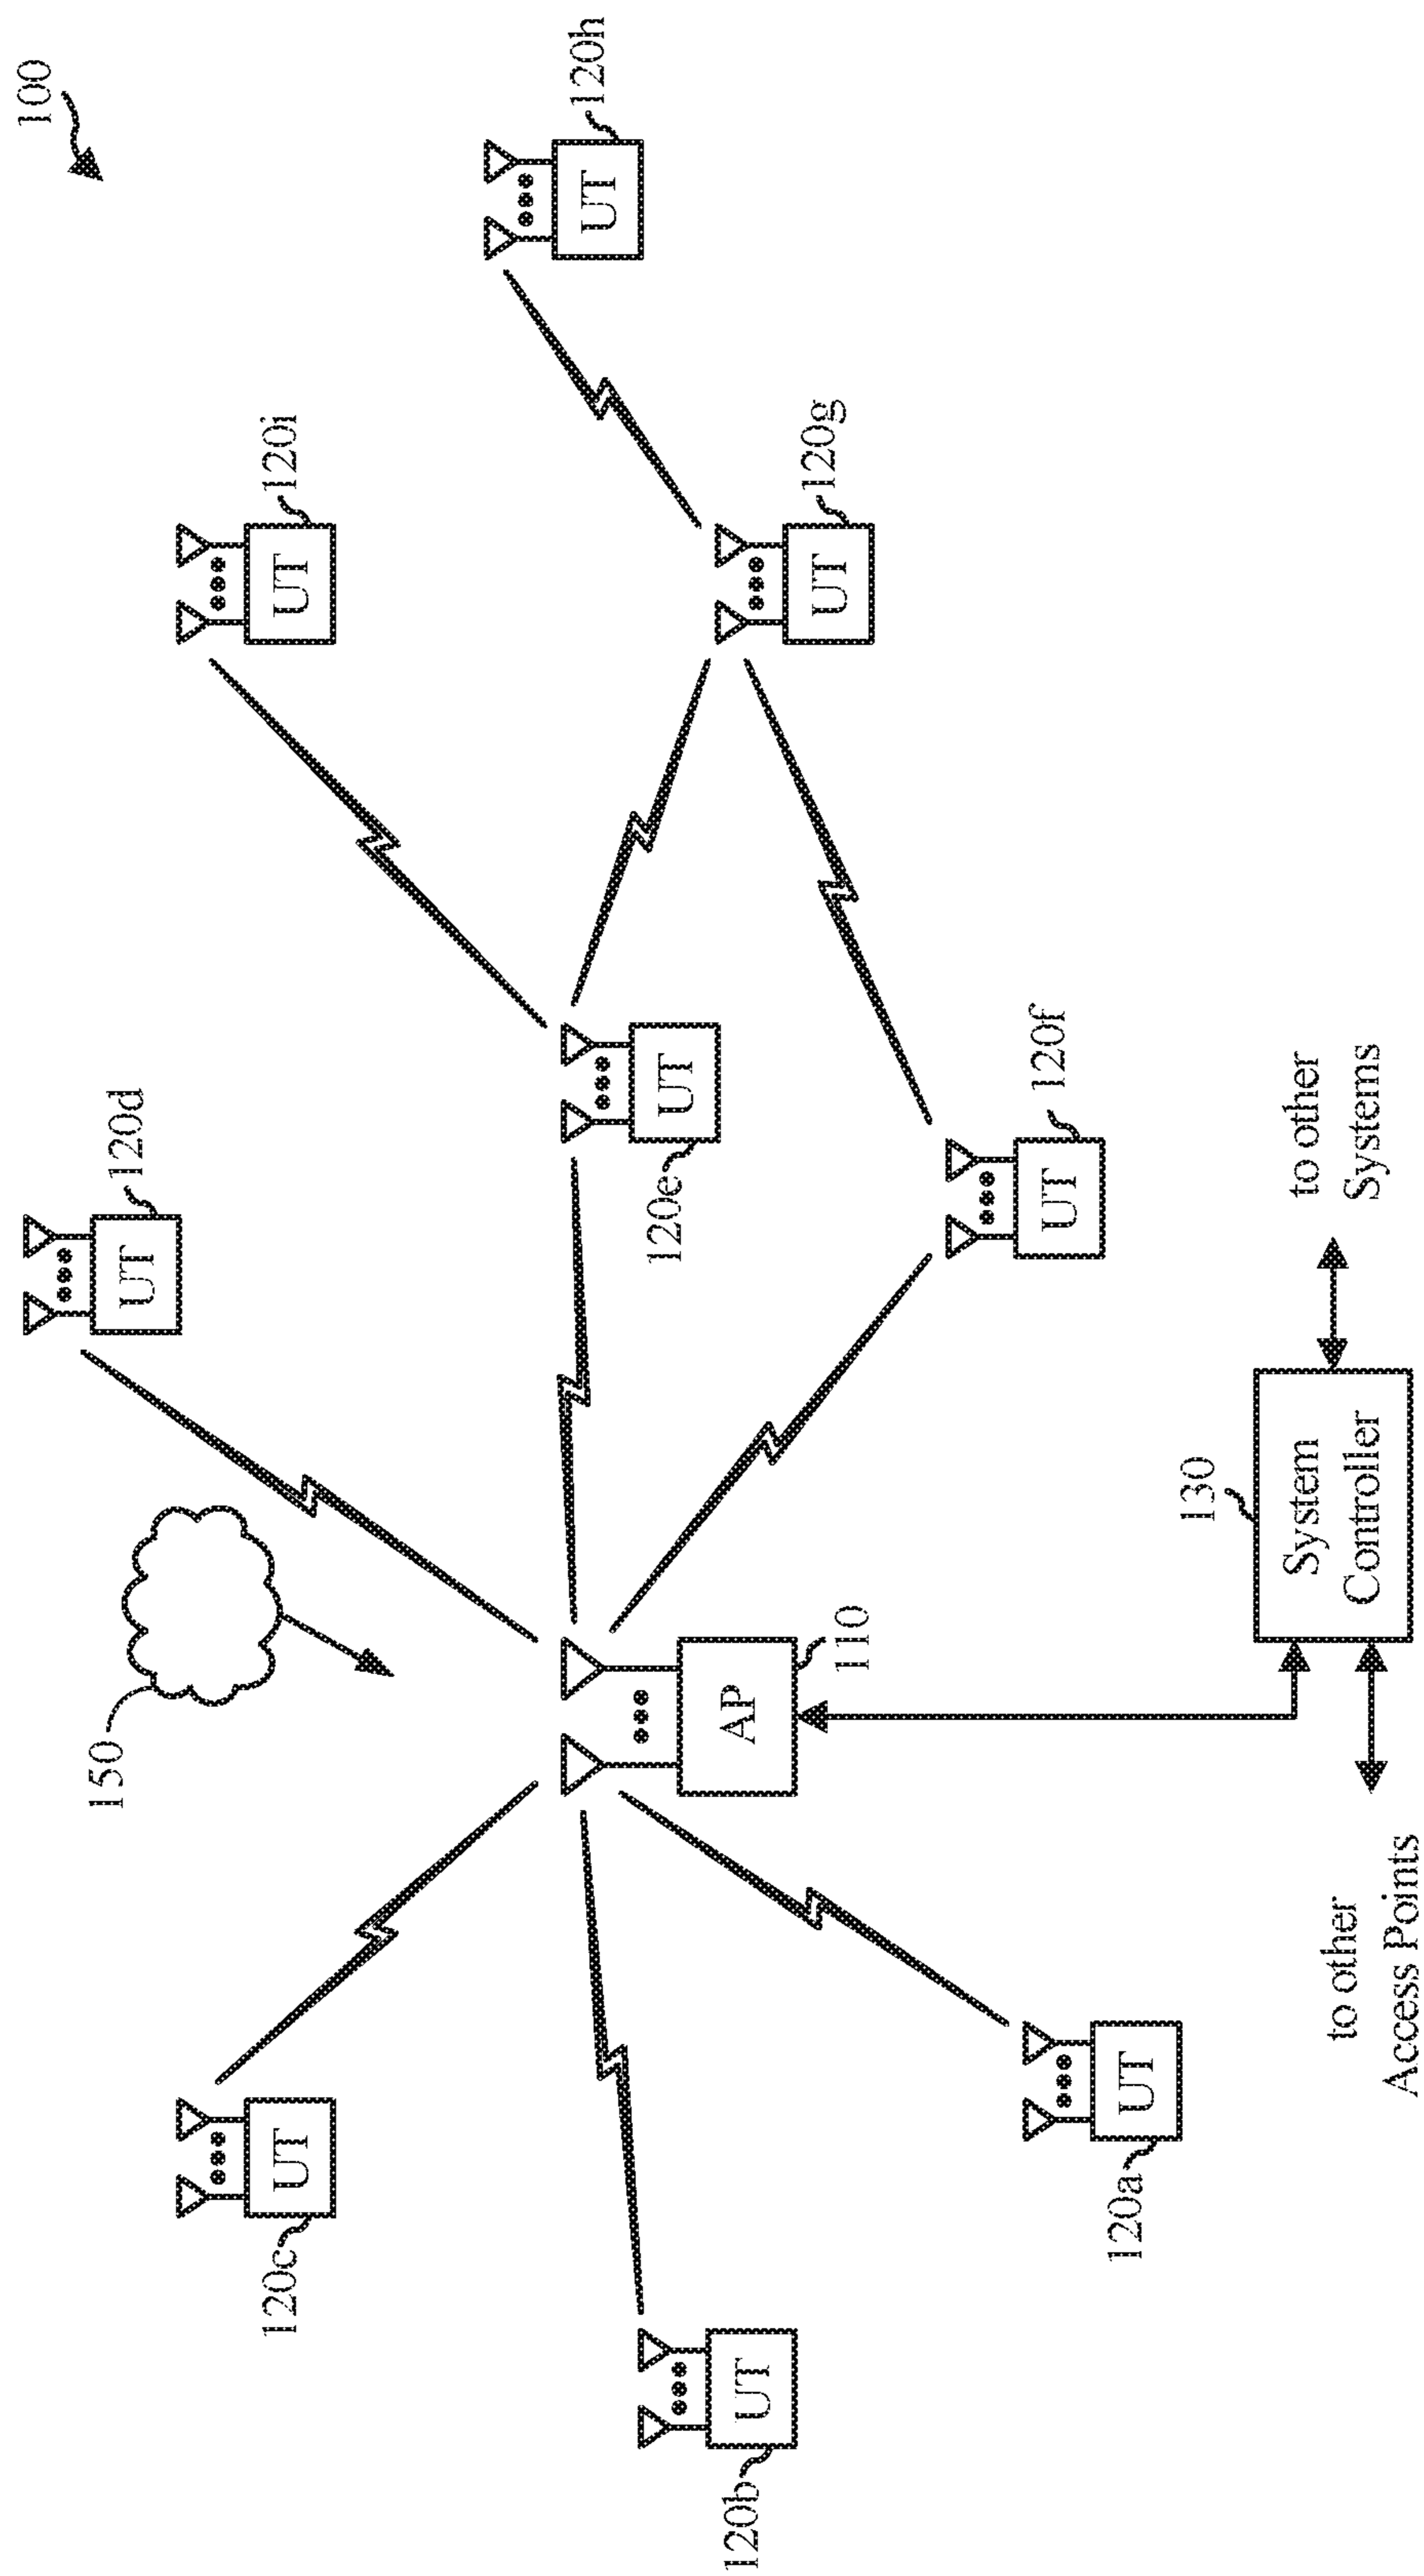 100
120d
UT
150
120i
UT
120c
UT
120h
UT
120e
UT
AP
110
120g
UT
120b
UT
120f
UT
120a
UT
130
System
Controller
to other
Systems
to other
Access Points